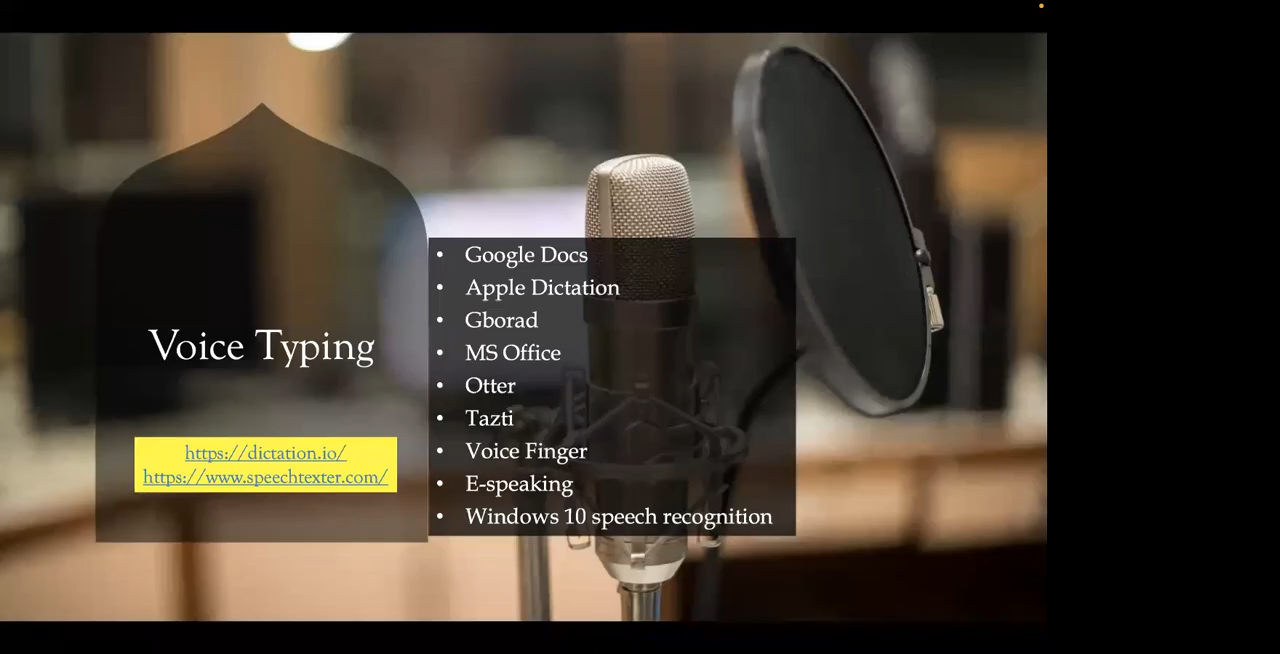 Voice Typing
https://dictation.io/
https://www.speechtexter.com/
• Google Docs
• Apple Dictation
• Gborad
• MS Office
• Otter
• Tazti
• Voice Finger
• E-speaking
• Windows 10 speech recognition